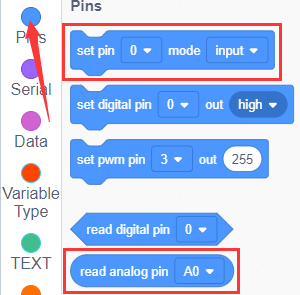 Pins
Pins
Serial
Data
Variable
Type
TEXT
set pin 0 mode input
set digital pin 0 out high
set pwm pin 3 out 255
read digital pin 0
read analog pin A0